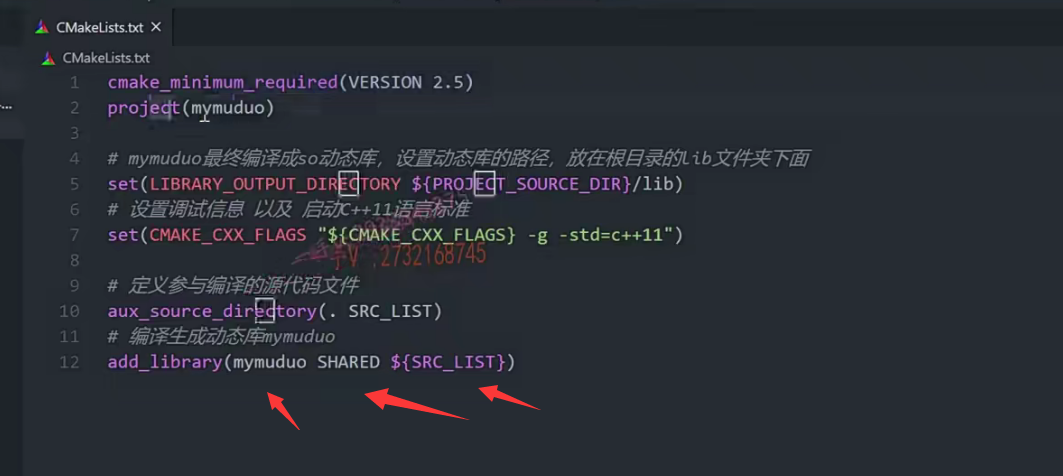 CMakeLists.txt ×
CMakeLists.txt
1 cmake_minimum_required(VERSION 2.5)
2 project(mymuduo)
3
4 # mymuduo最终编译成so动态库，设置动态库的路径，放在根目录的lib文件夹下面
5 set(LIBRARY_OUTPUT_DIRECTORY ${PROJECT_SOURCE_DIR}/lib)
6 # 设置调试信息 以及 启动C++11语言标准
7 set(CMAKE_CXX_FLAGS "${CMAKE_CXX_FLAGS} -g -std=c++11")
2732168745
8
9 # 定义参与编译的源代码文件
10 aux_source_directory(. SRC_LIST)
11 # 编译生成动态库mymuduo
12 add_library(mymuduo SHARED ${SRC_LIST})